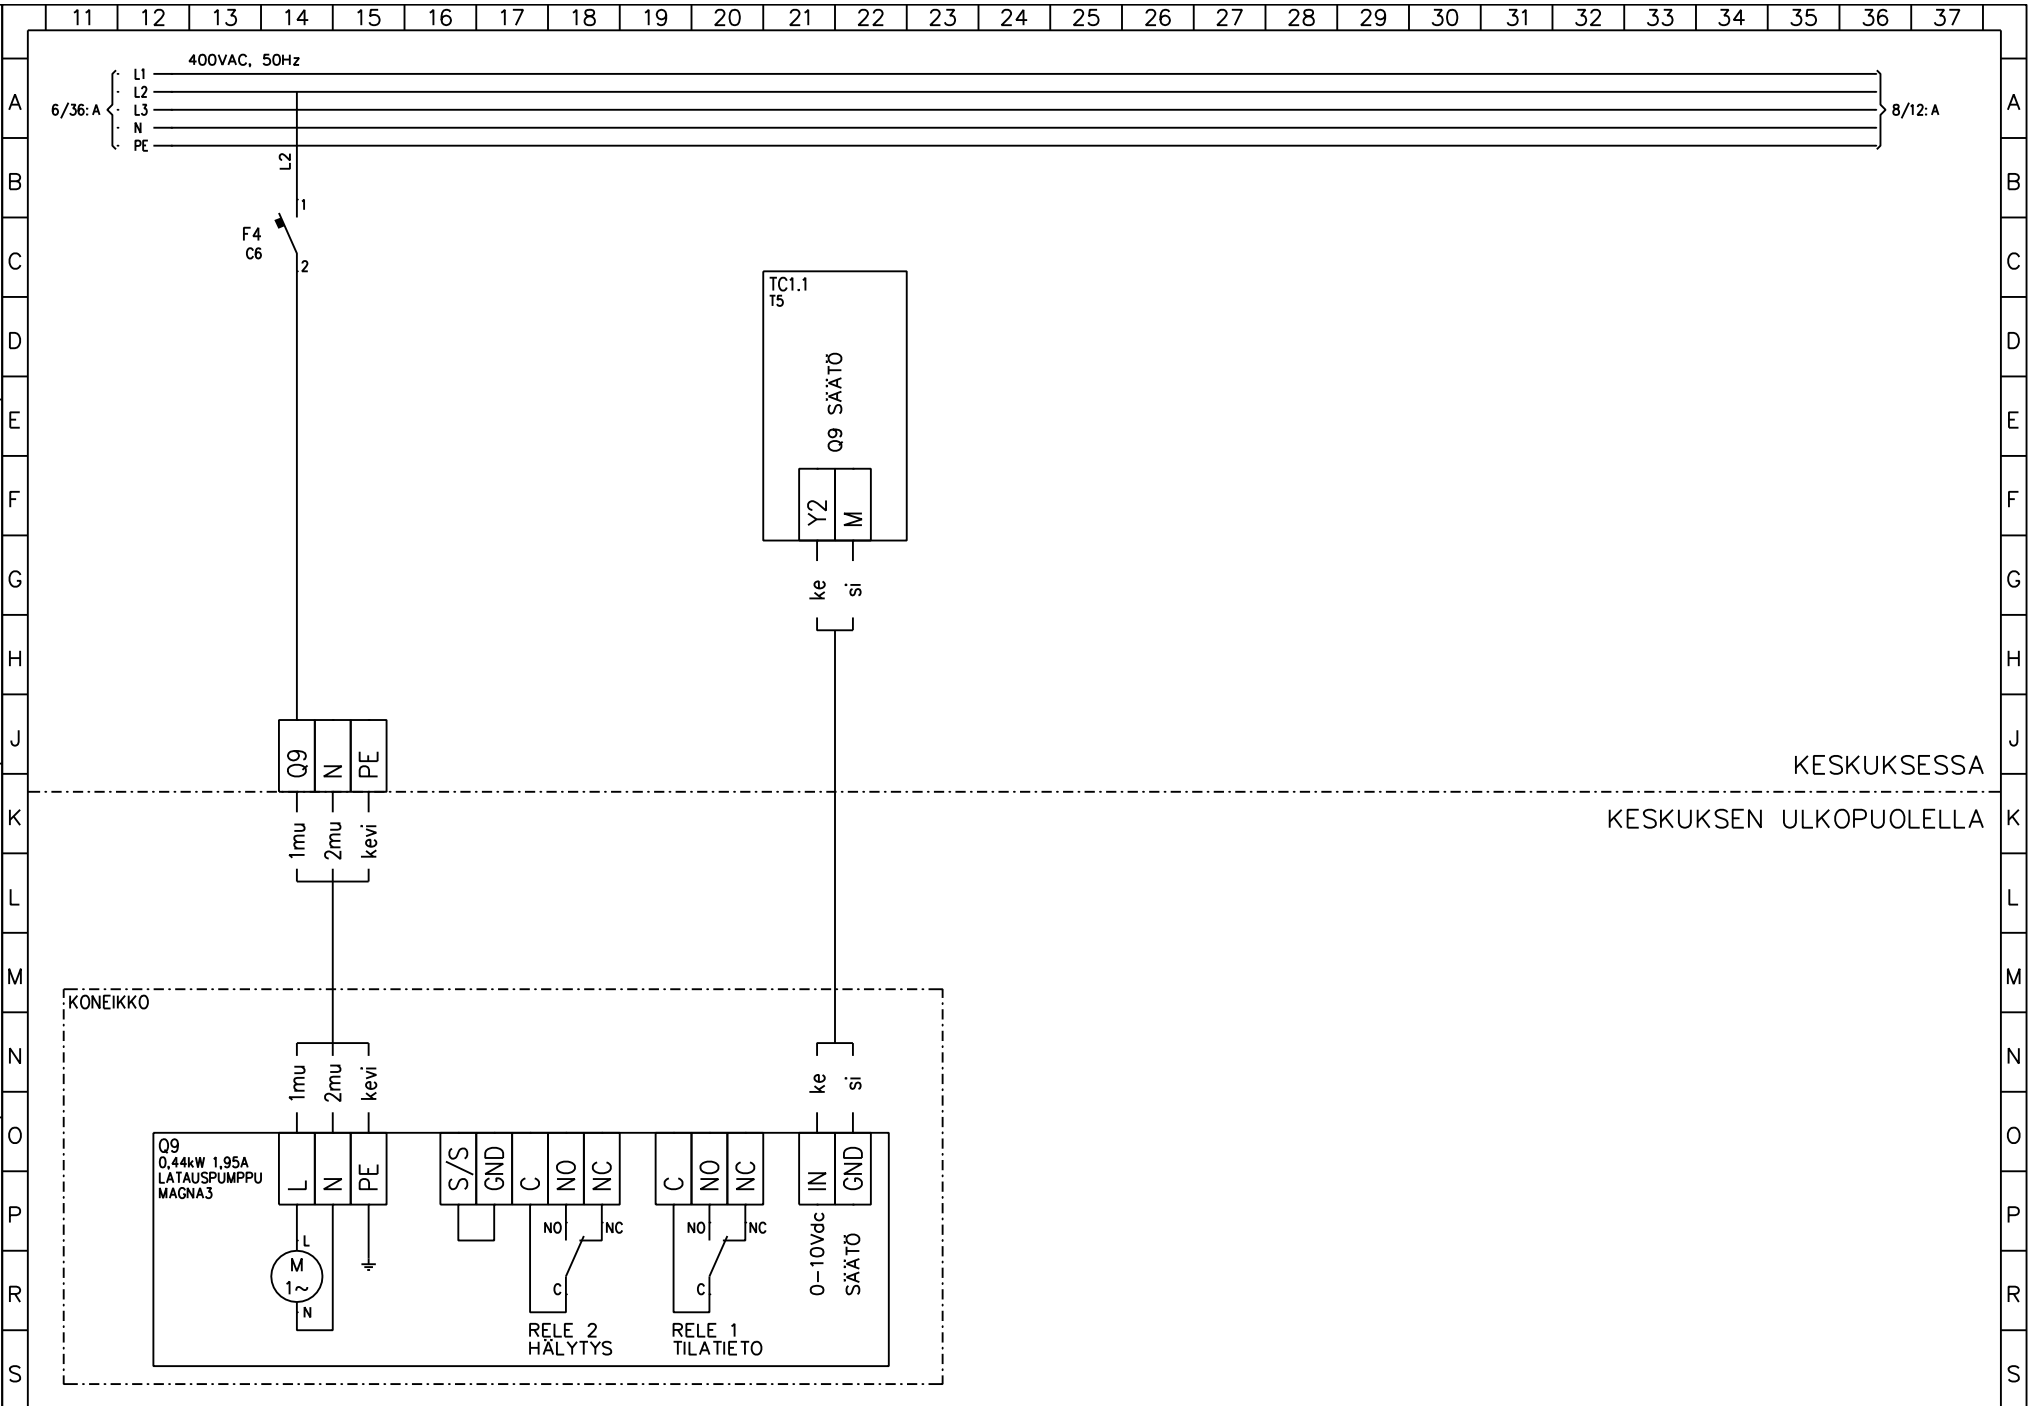 11 12 13 14 15 16 17 18 19 20 21 22 23 24 25 26 27 28 29 30 31 32 33 34 35 36 37
400VAC, 50Hz
L1
L2
6/36:A L3 8/12:A
N
PE
A A
L2
B B
1
F4
C6
2
C C
TC1.1
T5
D D
Q9 SÄÄTÖ
E E
F F
Y2 M
G G
ke si
H H
J J
Q9 N PE
KESKUKSESSA
KESKUKSEN ULKOPUOLELLA
K K
1mu 2mu kevi
L L
M M
KONEIKKO
N N
1mu 2mu kevi ke si
O O
Q9
0,44kW 1,95A
LATAUSPUMPPU
MAGNA3
L N PE S/S GND C NO NC C NO NC IN GND
P P
L NO NC NO NC
M
1~
N C C
0-10Vdc
SÄÄTÖ
R R
RELE 2
HÄLYTYS
RELE 1
TILATIETO
S S